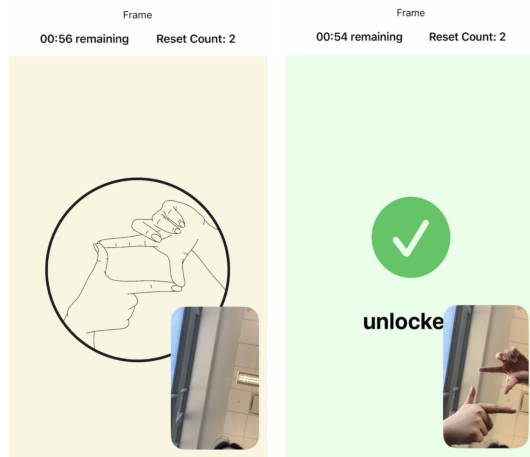 Frame
00:56 remaining Reset Count: 2
Frame
00:54 remaining Reset Count: 2
unlocke